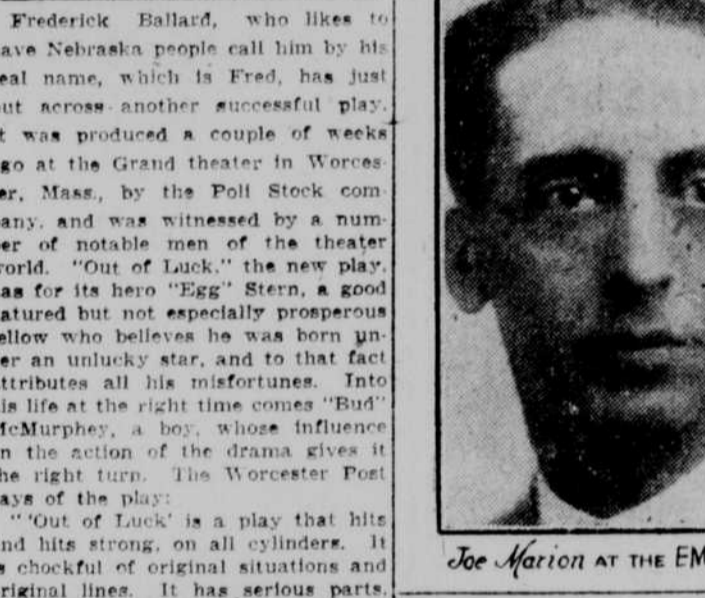 Frederick Ballard, who likes to
ave Nebraska people call him by his
eal name, which is Fred, has just
ut across another successful play.
t was produced a couple of weeks
go at the Grand theater in Worces-
er, Mass., by the Poli Stock com-
any, and was witnessed by a num-
er of notable men of the theater
orld. "Out of Luck," the new play,
as for its hero "Egg" Stern, a good
atured but not especially prosperous
ellow who believes he was born un-
er an unlucky star, and to that fact
ttributes all his misfortunes. Into
is life at the right time comes "Bud"
McMurphey, a boy, whose influence
n the action of the drama gives it
he right turn. The Worcester Post
ays of the play:
"'Out of Luck' is a play that hits
nd hits strong, on all cylinders. It
s chockful of original situations and
riginal lines. It has serious parts,
Joe Marion AT THE EM